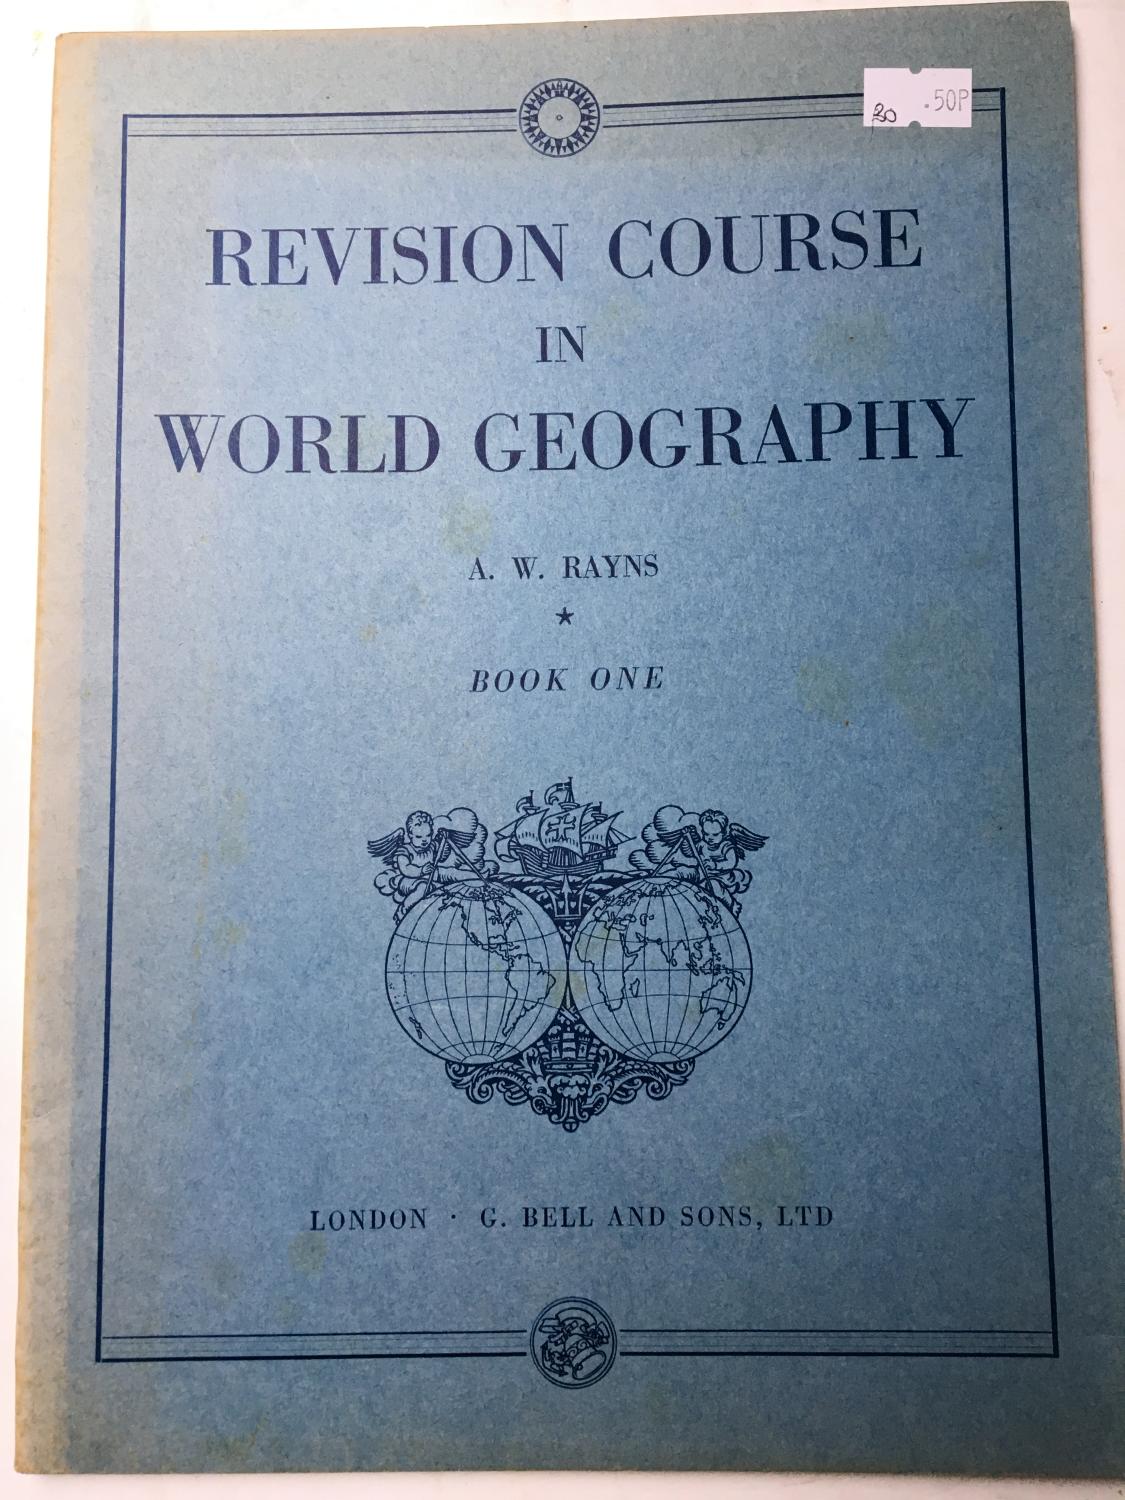 .50P
REVISION COURSE
IN
WORLD GEOGRAPHY
A. W. RAYNS
★
BOOK ONE
LONDON · G. BELL AND SONS, LTD